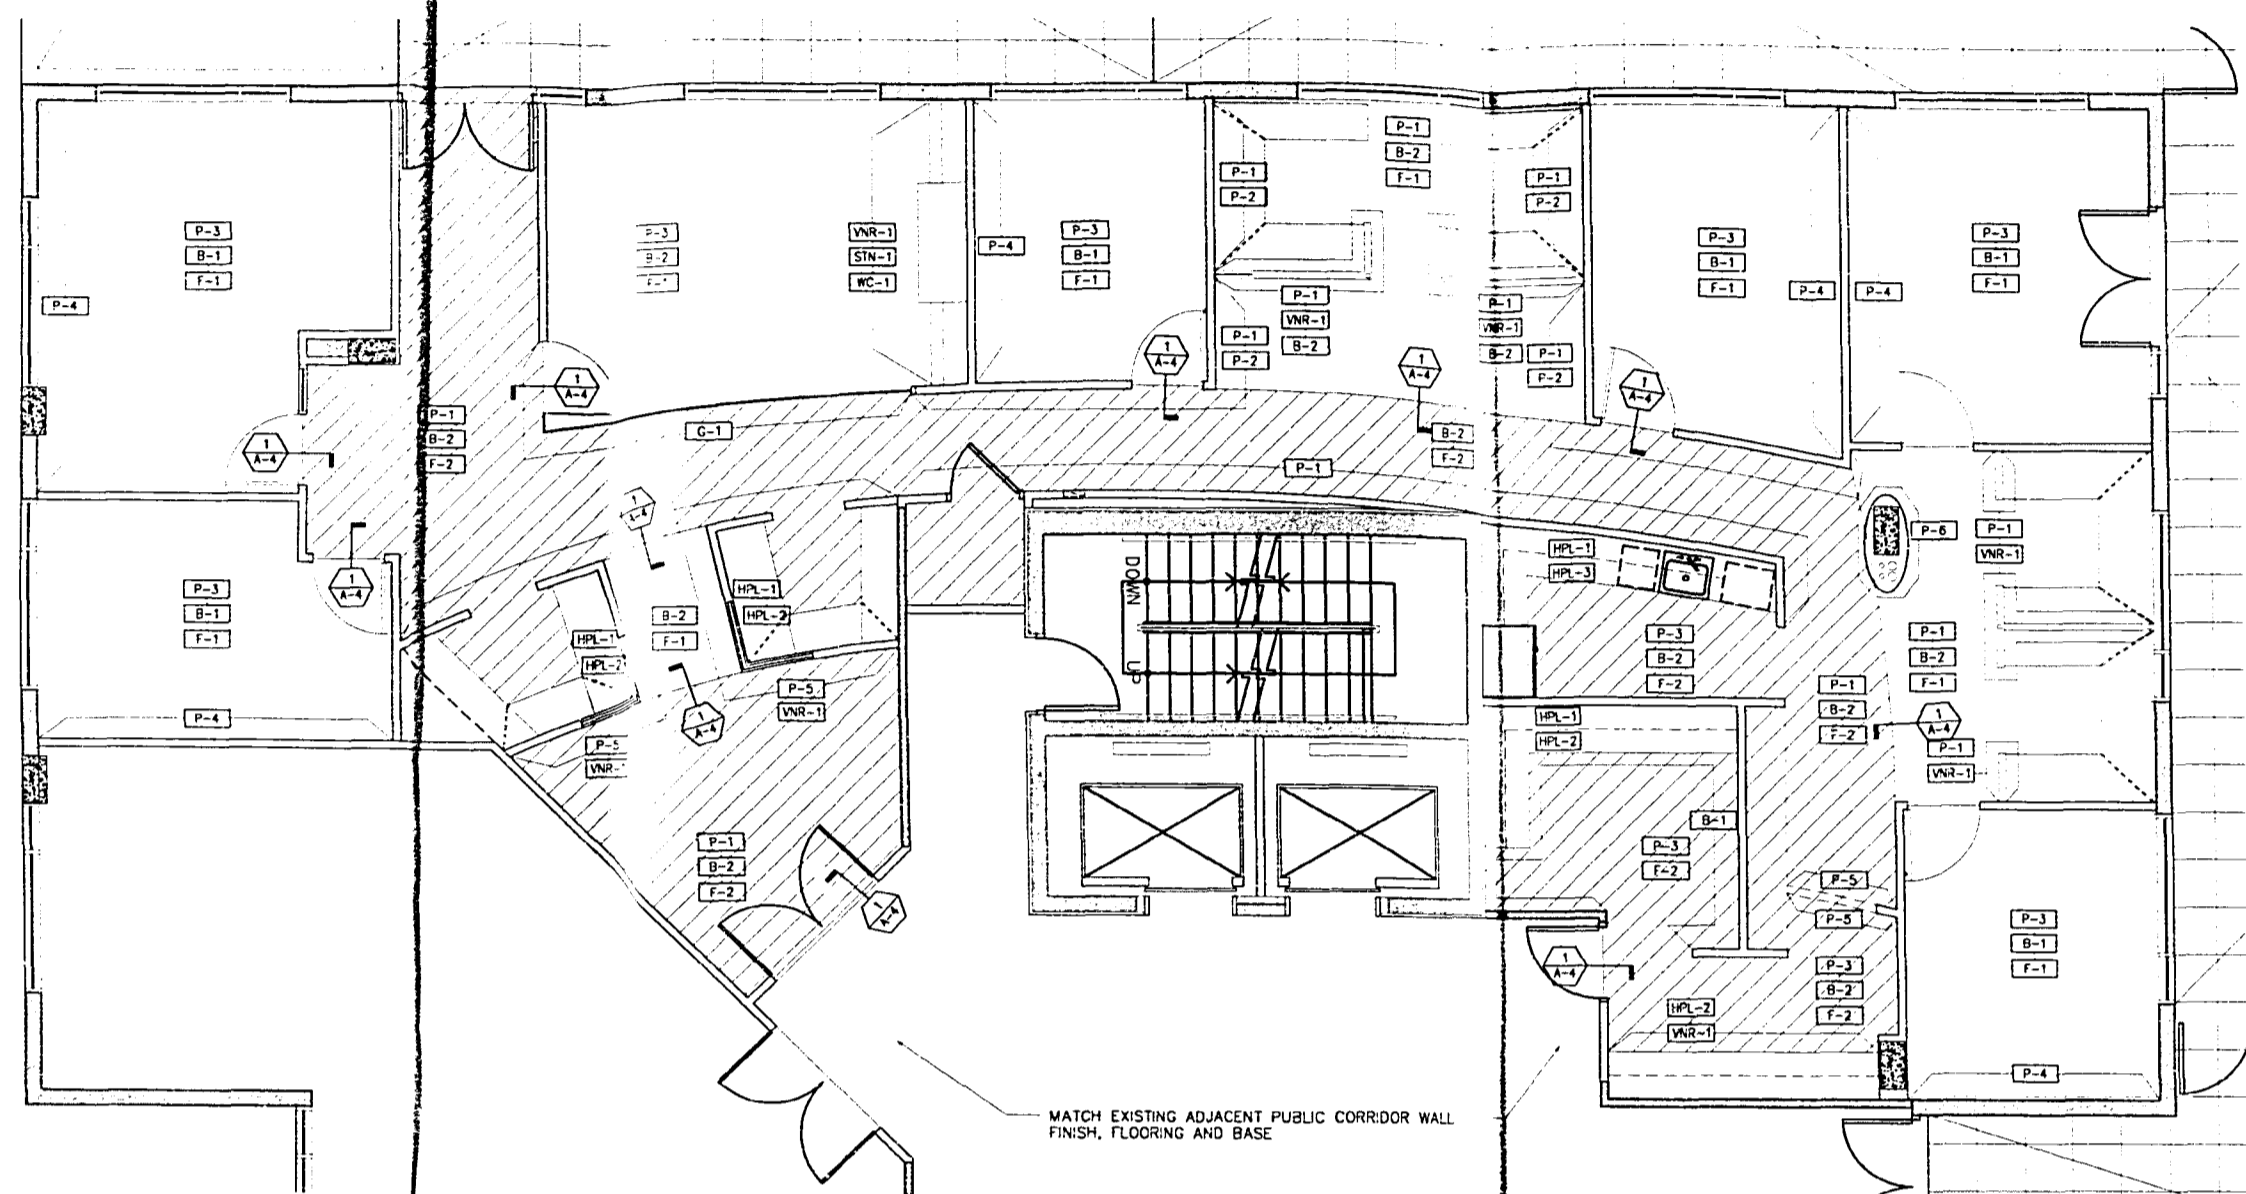 P-3
B-1
F-1
P-4
P-3
B-2
VNR-1
STN-1
WC-1
P-4
P-3
B-1
F-1
P-1
B-2
F-1
P-1
P-2
P-1
P-2
P-1
VNR-1
B-2
P-1
P-2
P-1
VNR-1
B-2
P-1
P-2
P-3
B-1
F-1
P-4
P-4
P-3
B-1
F-1
1
A-4
1
A-4
1
A-4
1
A-4
1
A-4
P-1
B-2
F-2
G-1
B-2
F-2
P-1
1
A-4
P-3
B-1
F-1
P-4
1
A-4
HPL-1
HPL-2
B-2
F-1
HPL-1
HPL-2
P-5
VNR-1
1
A-4
P-5
P-1
B-2
F-2
1
A-4
DOWN
UP
HPL-1
HPL-3
P-3
B-2
F-2
P-6
P-1
VNR-1
P-1
B-2
F-1
P-1
B-2
F-2
1
A-4
P-1
VNR-1
HPL-1
HPL-2
B-1
P-3
F-2
P-5
P-5
P-3
B-2
F-2
1
A-4
HPL-2
VNR-1
P-3
B-1
F-1
P-4
MATCH EXISTING ADJACENT PUBLIC CORRIDOR WALL
FINISH, FLOORING AND BASE